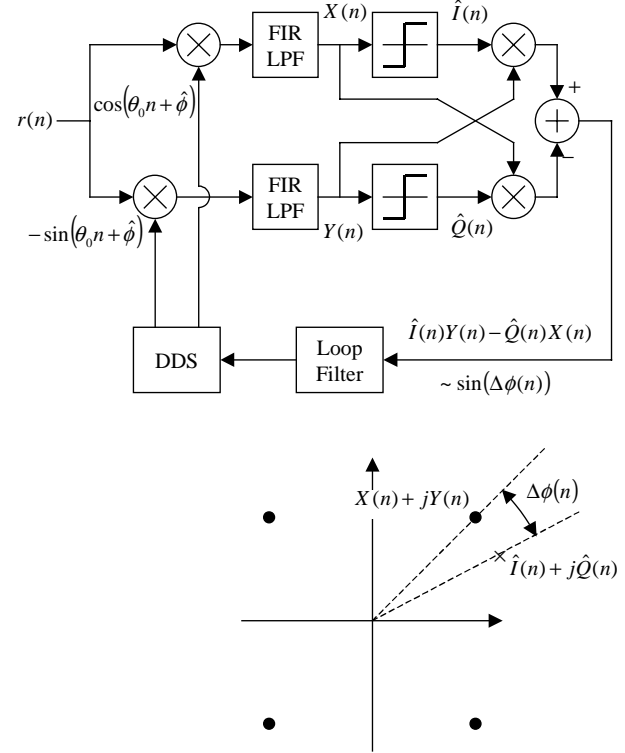 X(n)
Î(n)
FIR
LPF
cos(θ₀n + φ̂)
r(n)
+
−
FIR
LPF
−sin(θ₀n + φ̂)
Y(n)
Q̂(n)
Î(n)Y(n) − Q̂(n)X(n)
DDS
Loop
Filter
~ sin(Δφ(n))
X(n) + jY(n)
Δφ(n)
Î(n) + jQ̂(n)